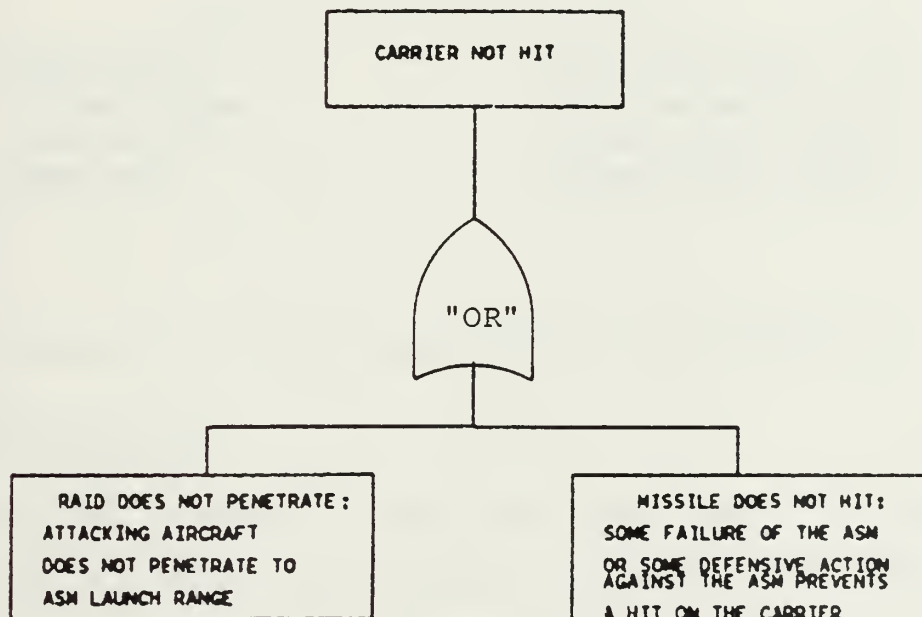 CARRIER NOT HIT
"OR"
RAID DOES NOT PENETRATE:
ATTACKING AIRCRAFT
DOES NOT PENETRATE TO
ASM LAUNCH RANGE
MISSILE DOES NOT HIT:
SOME FAILURE OF THE ASM
OR SOME DEFENSIVE ACTION
AGAINST THE ASM PREVENTS
A HIT ON THE CARRIER